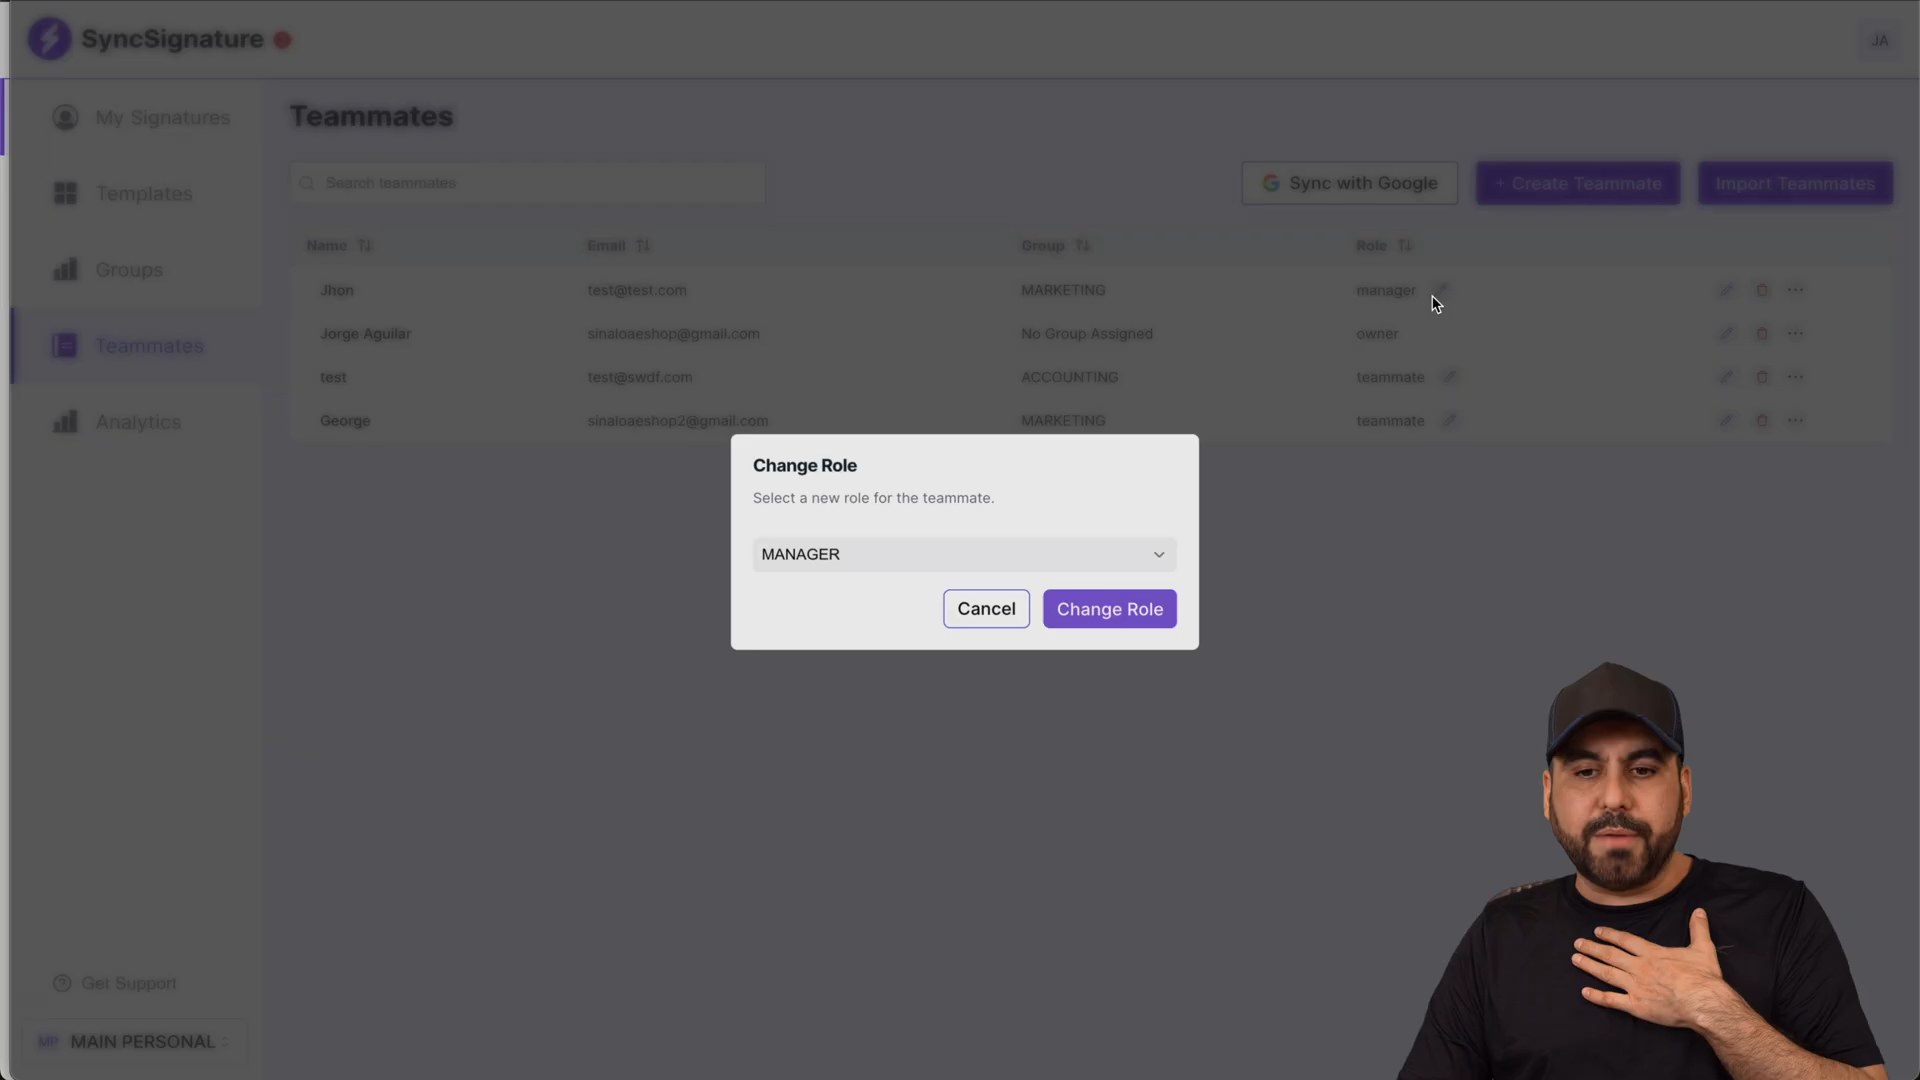 SyncSignature
JA
My Signatures
Templates
Groups
Teammates
Analytics
Get Support
MP MAIN PERSONAL
Teammates
Search teammates
Sync with Google
+ Create Teammate
Import Teammates
Name Email Group Role
Jhon test@test.com MARKETING manager
Jorge Aguilar sinaloaeshop@gmail.com No Group Assigned owner
test test@swdf.com ACCOUNTING teammate
George sinaloaeshop2@gmail.com MARKETING teammate
Change Role
Select a new role for the teammate.
MANAGER
Cancel
Change Role